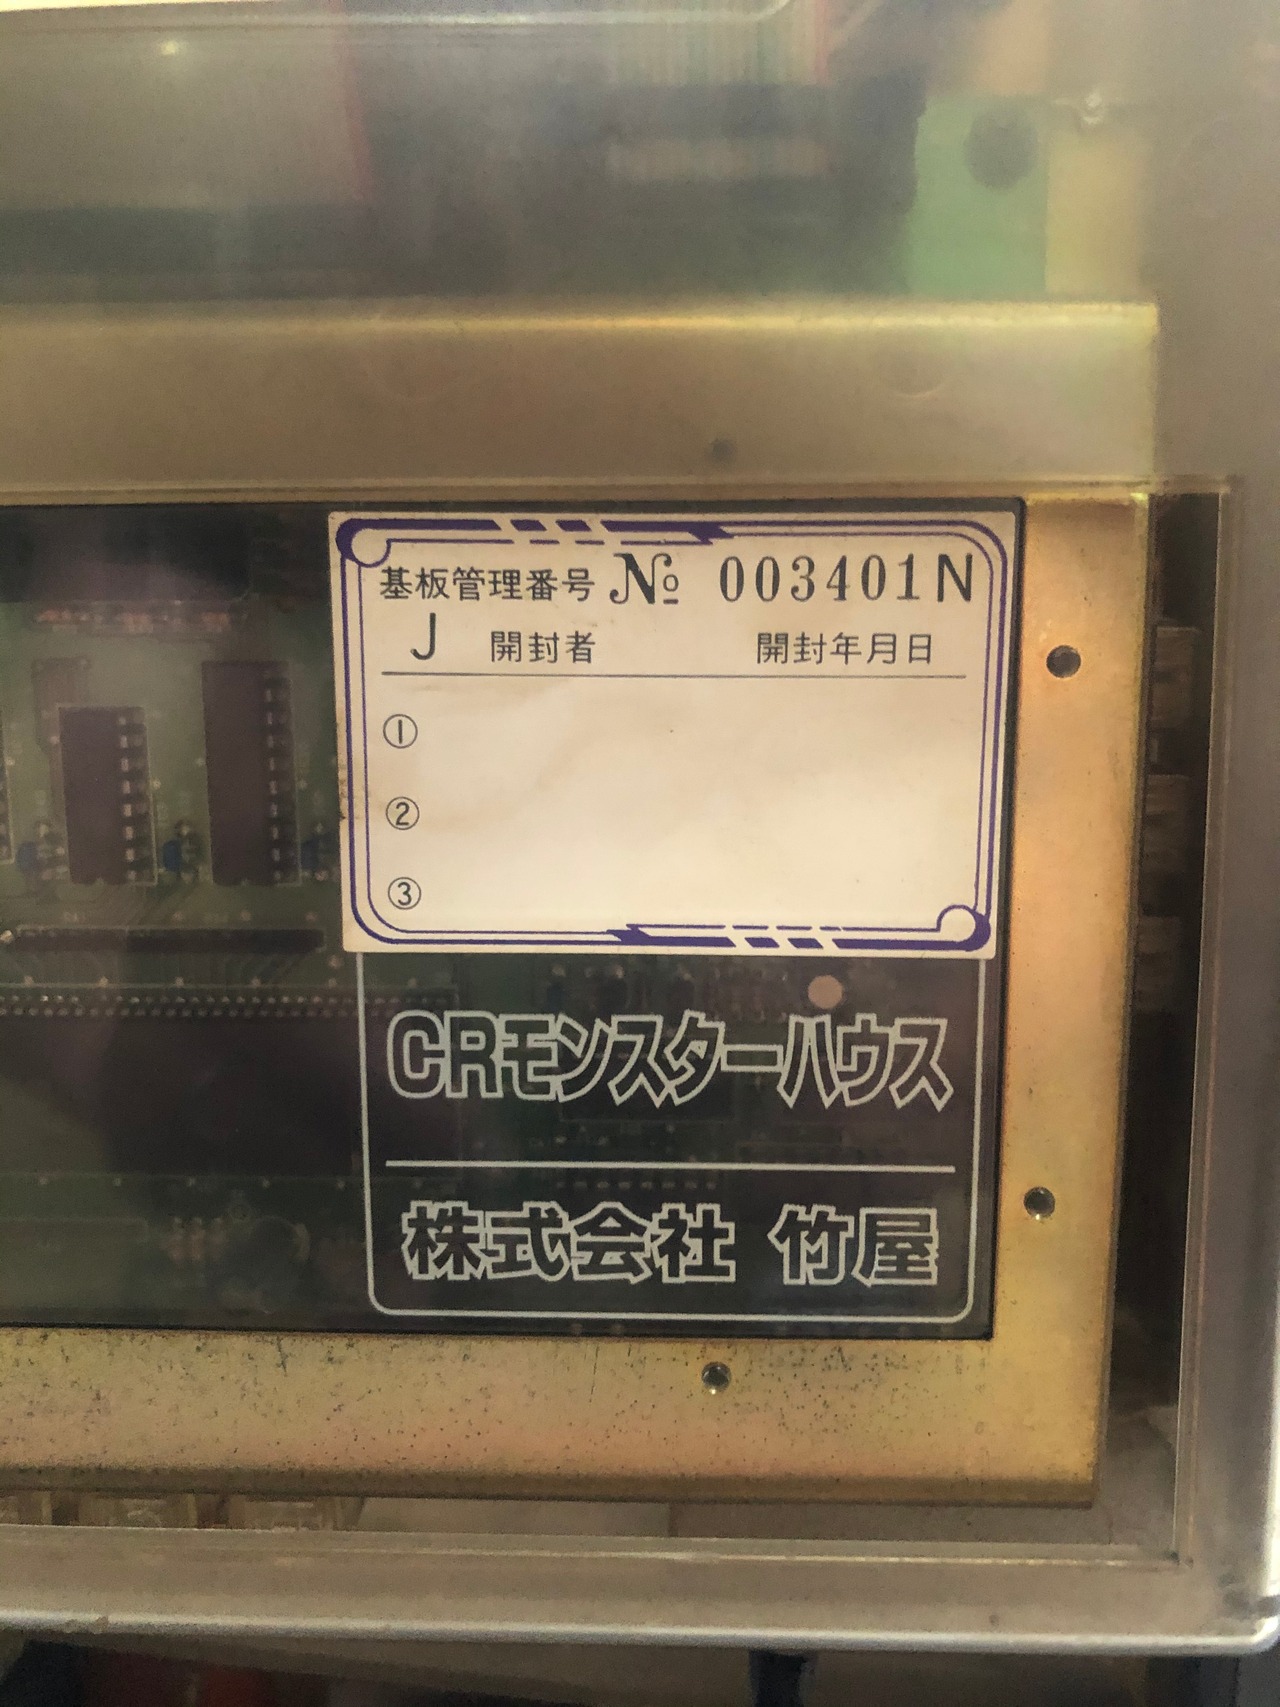 基板管理番号 № 003401N
J 開封者 開封年月日
①
②
③
CRモンスターハウス
株式会社 竹屋